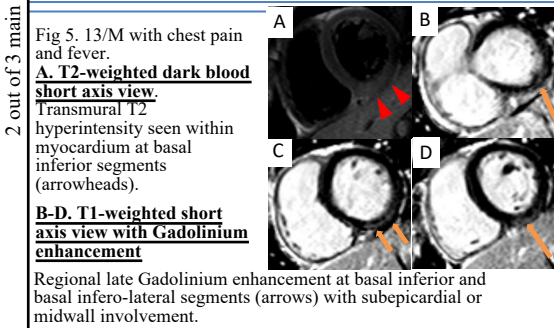 2 out of 3 main
Fig 5. 13/M with chest pain
and fever.
A. T2-weighted dark blood
short axis view.
Transmural T2
hyperintensity seen within
myocardium at basal
inferior segments
(arrowheads).
B-D. T1-weighted short
axis view with Gadolinium
enhancement
A
B
C
D
Regional late Gadolinium enhancement at basal inferior and
basal infero-lateral segments (arrows) with subepicardial or
midwall involvement.